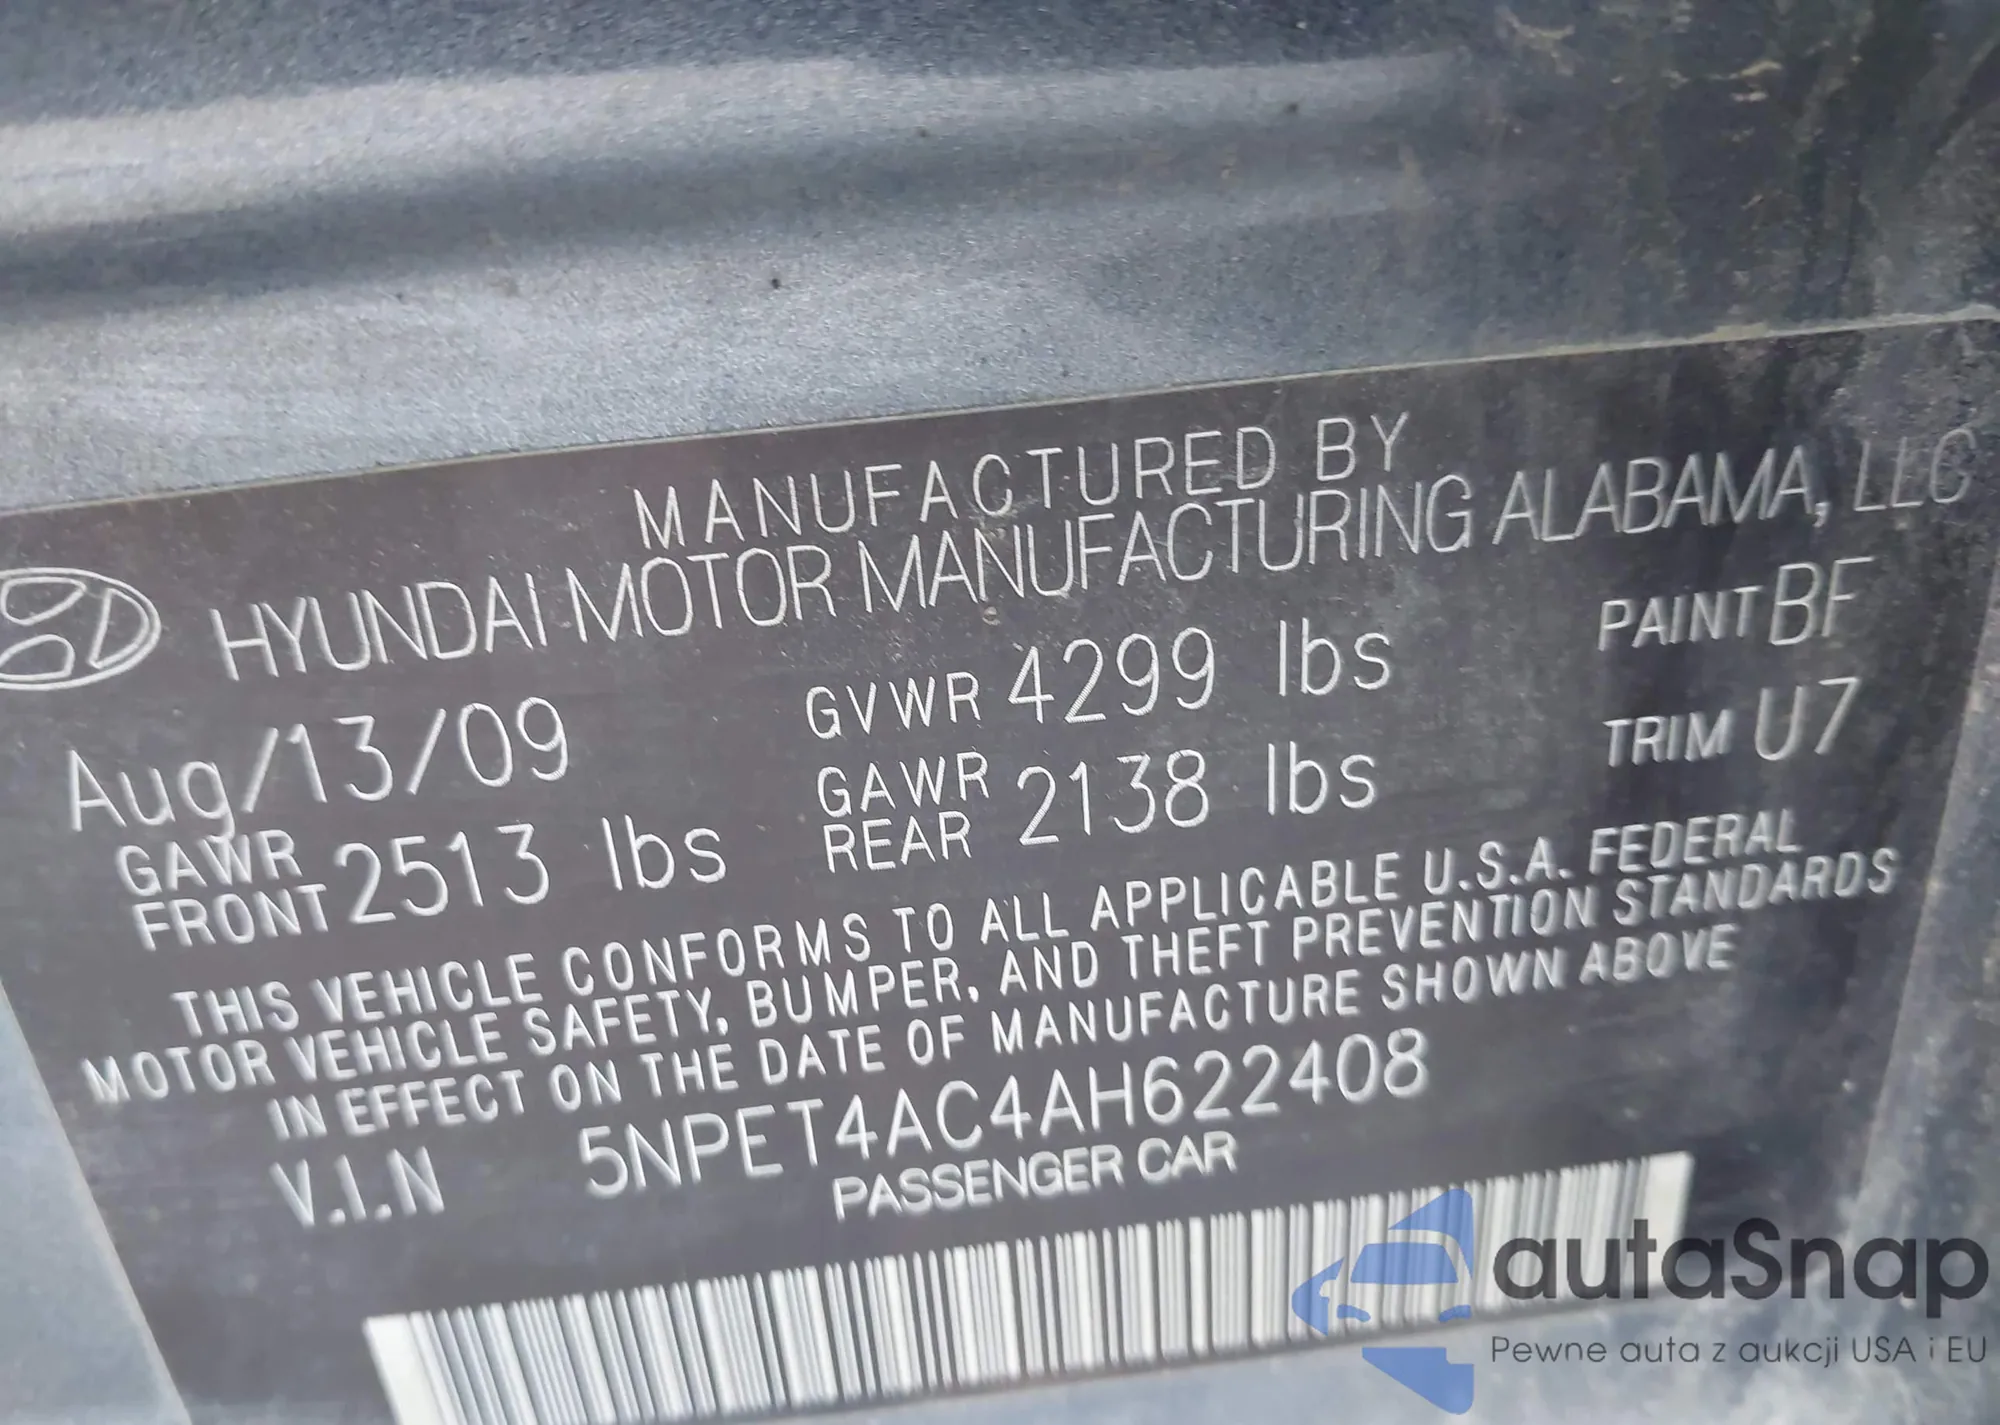 MANUFACTURED BY
HYUNDAI MOTOR MANUFACTURING ALABAMA, LLC
Aug/13/09 GVWR 4299 lbs PAINT BF
GAWR FRONT 2513 lbs GAWR REAR 2138 lbs TRIM U7
THIS VEHICLE CONFORMS TO ALL APPLICABLE U.S.A. FEDERAL
MOTOR VEHICLE SAFETY, BUMPER, AND THEFT PREVENTION STANDARDS
IN EFFECT ON THE DATE OF MANUFACTURE SHOWN ABOVE
V.I.N 5NPET4AC4AH622408
PASSENGER CAR
autaSnap
Pewne auta z aukcji USA i EU